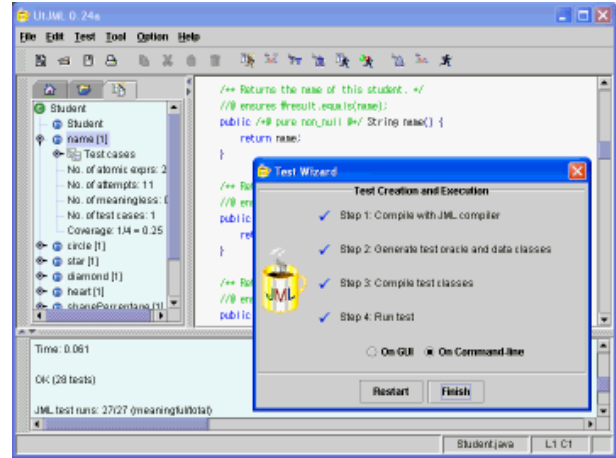 UTJML 0.24a
File Edit Test Tool Option Help
Student
Student
name [1]
Test cases
No. of atomic exprs: 2
No. of attempts: 11
No. of meaningless:
No. of test cases: 1
Coverage: 1/4 = 0.25
circle [1]
star [1]
diamond [1]
heart [1]
sharePercentage [1]
/** Returns the name of this student. */
//@ ensures #result.equals(name);
public /*@ pure non_null @*/ String name() {
return name;
}
/** Re
//@ en
public
re
}
/** Re
//@ en
public
Test Wizard
Test Creation and Execution
Step 1: Compile with JML compiler
Step 2: Generate test oracle and data classes
Step 3: Compile test classes
Step 4: Run test
JML
On GUI On Command-line
Restart Finish
Time: 0.061
OK (28 tests)
JML test runs: 27/27 (meaningful/total)
Student.java L1 C1